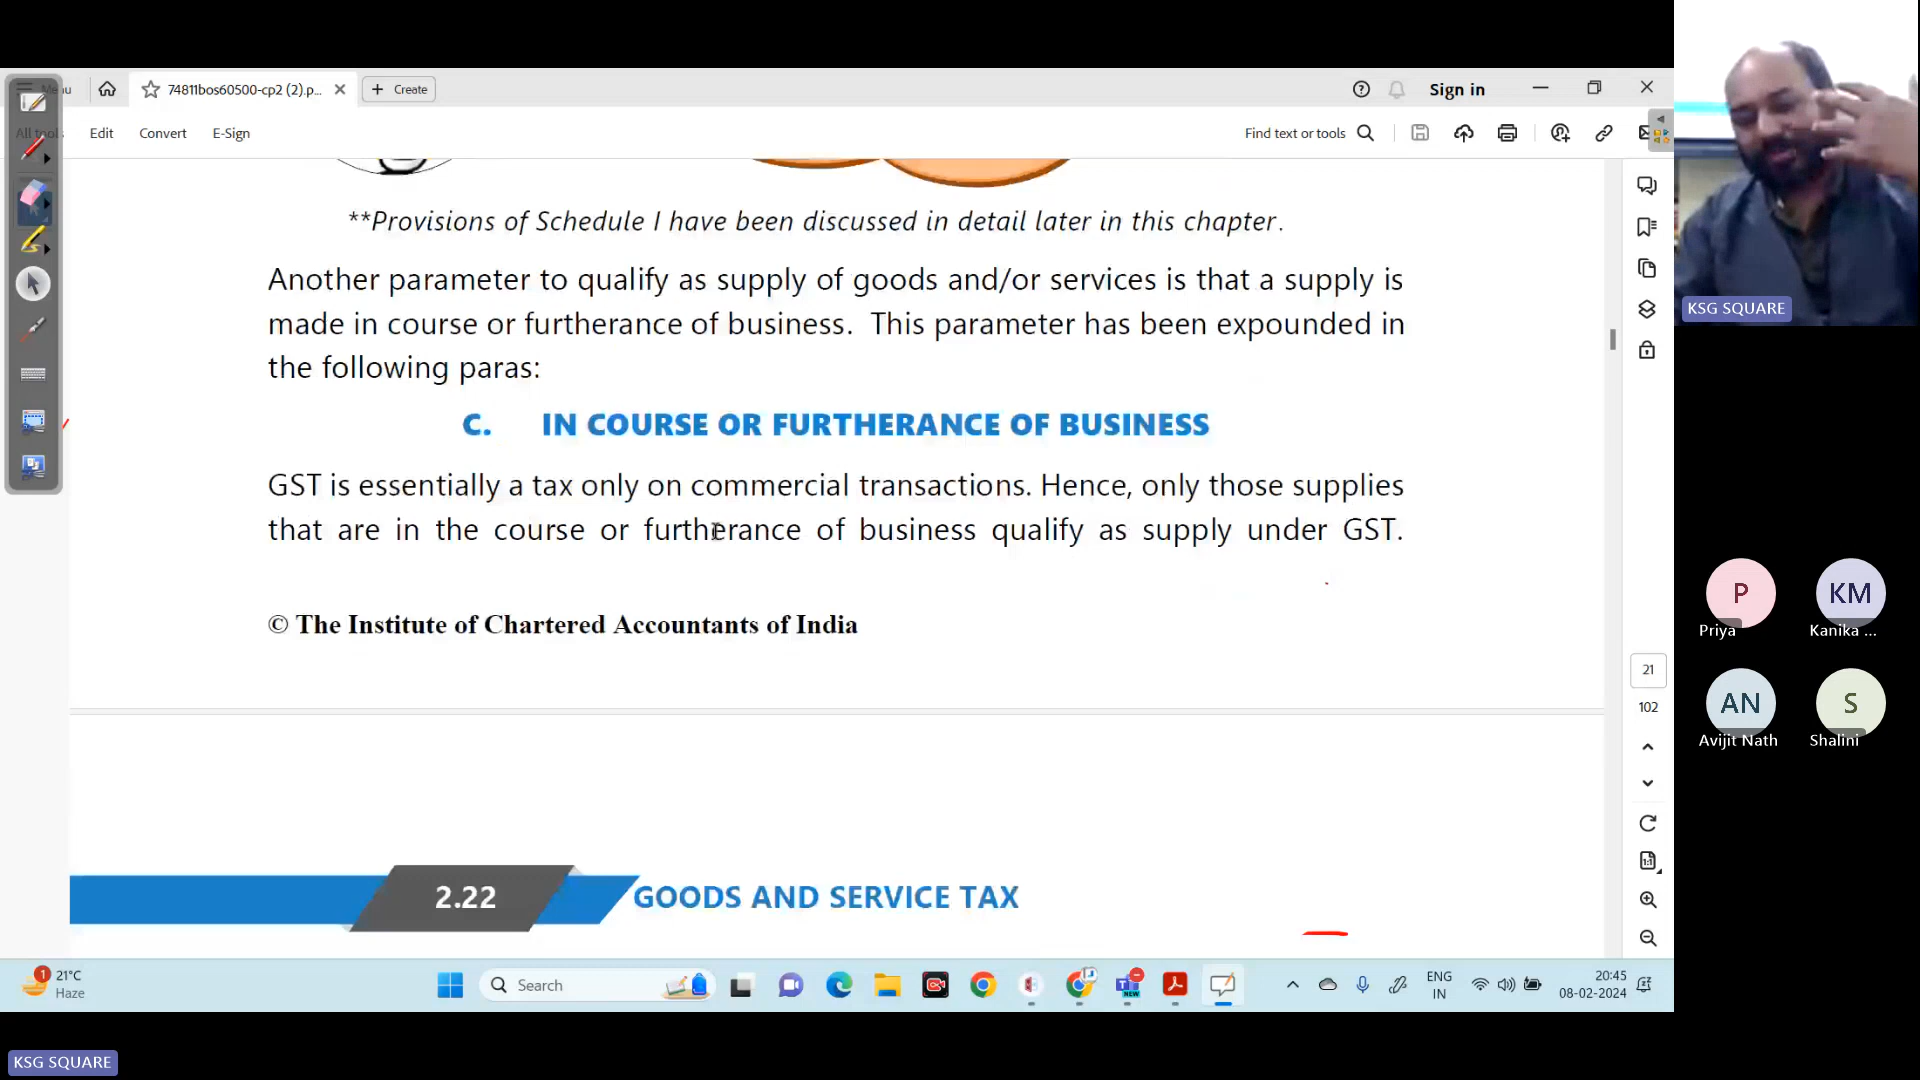 Menu
74811bos60500-cp2 (2).p...
Create
Sign in
All tools
Edit
Convert
E-Sign
Find text or tools
**Provisions of Schedule I have been discussed in detail later in this chapter.
Another parameter to qualify as supply of goods and/or services is that a supply is
made in course or furtherance of business. This parameter has been expounded in
the following paras:
C. IN COURSE OR FURTHERANCE OF BUSINESS
GST is essentially a tax only on commercial transactions. Hence, only those supplies
that are in the course or furtherance of business qualify as supply under GST.
© The Institute of Chartered Accountants of India
21
102
2.22 GOODS AND SERVICE TAX
KSG SQUARE
P
KM
Priya
Kanika ...
AN
S
Avijit Nath
Shalini
1
21°C
Haze
Search
NEW
ENG
IN
20:45
08-02-2024
KSG SQUARE